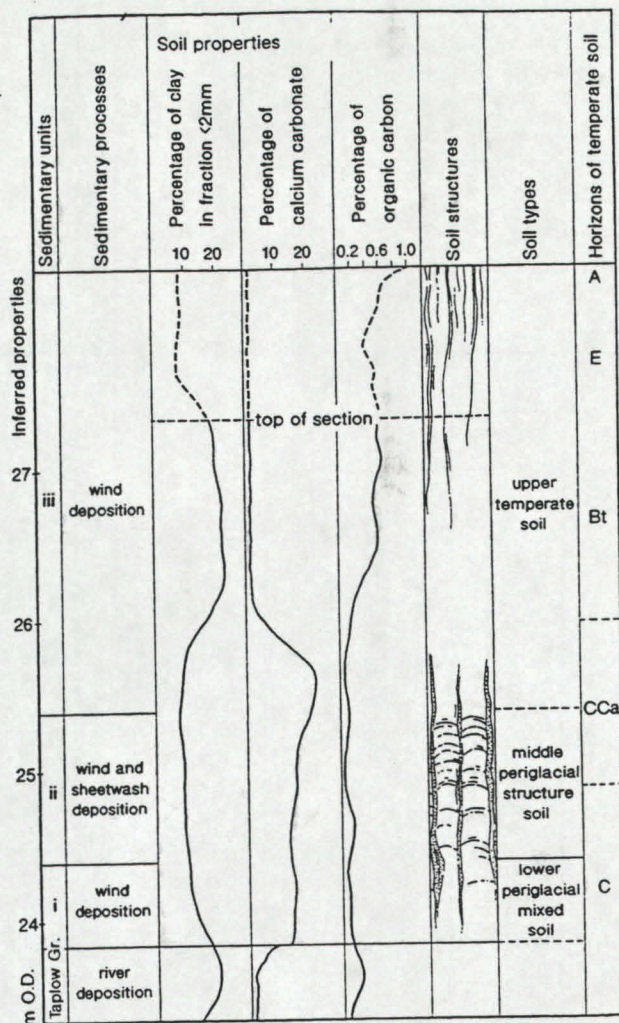 Soil properties
Sedimentary units
Sedimentary processes
Percentage of clay
in fraction <2mm
Percentage of
calcium carbonate
Percentage of
organic carbon
Soil structures
Soil types
Horizons of temperate soil
10 20
10 20
0.2 0.6 1.0
A
Inferred properties
E
top of section
27
iii
wind
deposition
upper
temperate
soil
Bt
26
CCa
25
ii
wind and
sheetwash
deposition
middle
periglacial
structure
soil
24
i
wind
deposition
lower
periglacial
mixed
soil
C
m O.D.
Taplow Gr.
river
deposition